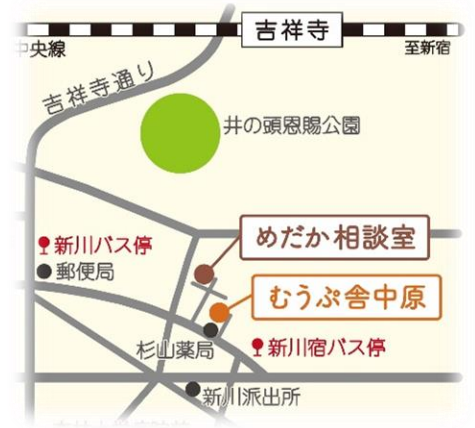 吉祥寺
中央線
至新宿
吉祥寺通り
井の頭恩賜公園
めだか相談室
新川バス停
郵便局
むうぷ舎中原
杉山薬局
新川宿バス停
新川派出所